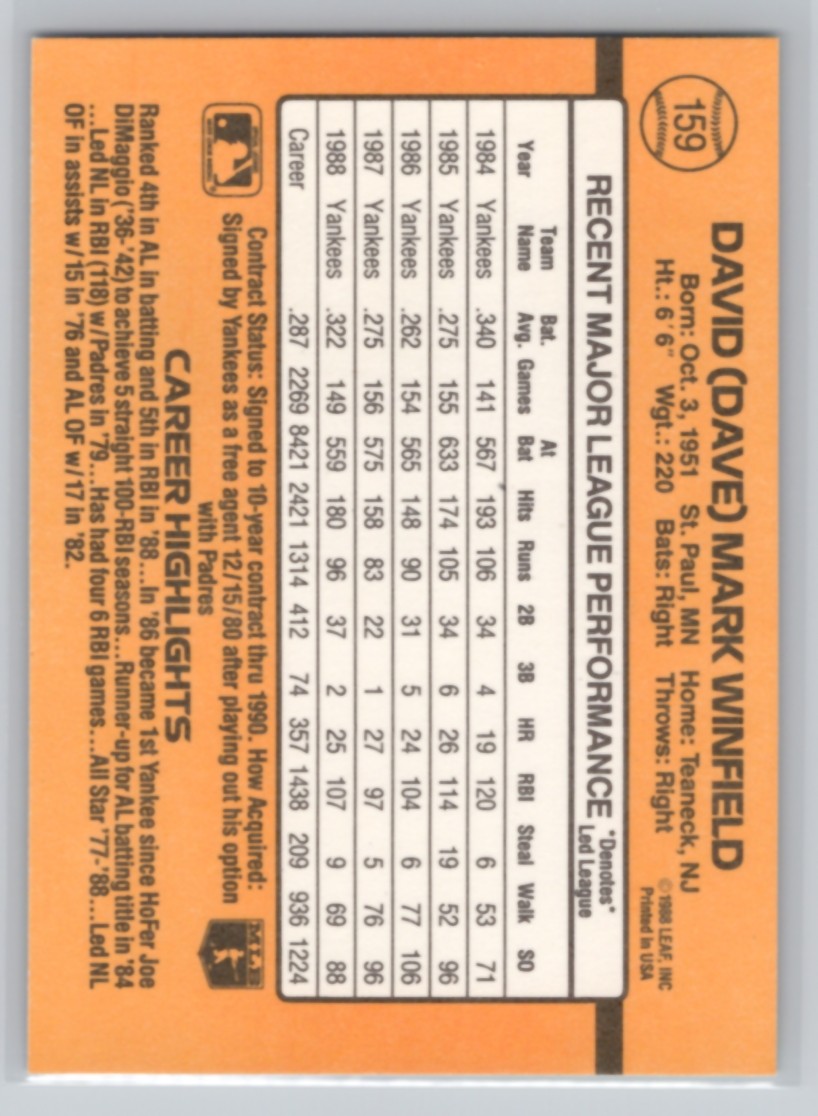 159
DAVID (DAVE) MARK WINFIELD
Born: Oct. 3, 1951 St. Paul, MN Home: Teaneck, NJ
Ht.: 6'6" Wgt.: 220 Bats: Right Throws: Right
© 1988 LEAF, INC
Printed in USA
RECENT MAJOR LEAGUE PERFORMANCE *Denotes*
Led League
Year Team Name Bat. Avg. Games At Bat Hits Runs 2B 3B HR RBI Steal Walk SO
1984 Yankees .340 141 567 193 106 34 4 19 120 6 53 71
1985 Yankees .275 155 633 174 105 34 6 26 114 19 52 96
1986 Yankees .262 154 565 148 90 31 5 24 104 6 77 106
1987 Yankees .275 156 575 158 83 22 1 27 97 5 76 96
1988 Yankees .322 149 559 180 96 37 2 25 107 9 69 88
Career .287 2269 8421 2421 1314 412 74 357 1438 209 936 1224
Contract Status: Signed to 10-year contract thru 1990. How Acquired:
Signed by Yankees as a free agent 12/15/80 after playing out his option
with Padres
MLB
CAREER HIGHLIGHTS
Ranked 4th in AL in batting and 5th in RBI in '88...In '86 became 1st Yankee since HoFer Joe
DiMaggio ('36-'42) to achieve 5 straight 100-RBI seasons...Runner-up for AL batting title in '84
...Led NL in RBI (118) w/Padres in '79...Has had four 6 RBI games...All Star '77-'88...Led NL
OF in assists w/15 in '76 and AL OF w/17 in '82.